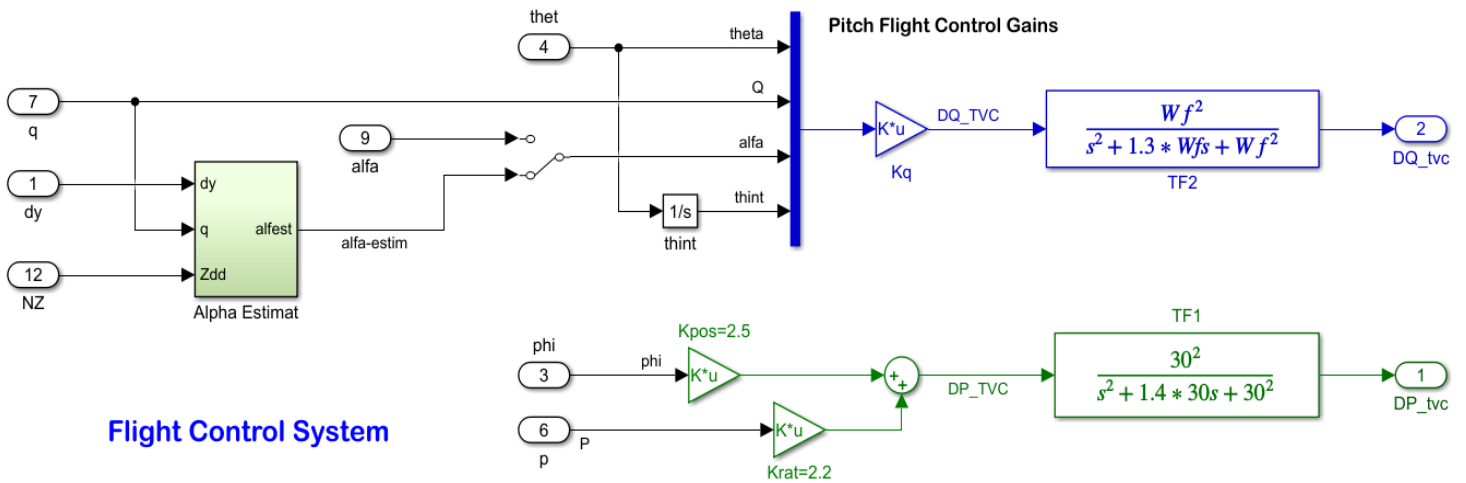 thet
4
theta
Pitch Flight Control Gains
7
q
Q
9
alfa
alfa
K*u
Kq
DQ_TVC
Wf²
s² + 1.3 * Wfs + Wf²
TF2
2
DQ_tvc
1
dy
dy
q
Zdd
alfest
alfa-estim
1/s
thint
thint
12
NZ
Alpha Estimat
TF1
Kpos=2.5
phi
3
phi
K*u
+
+
DP_TVC
30²
s² + 1.4 * 30s + 30²
1
DP_tvc
Flight Control System
6
p
P
K*u
Krat=2.2